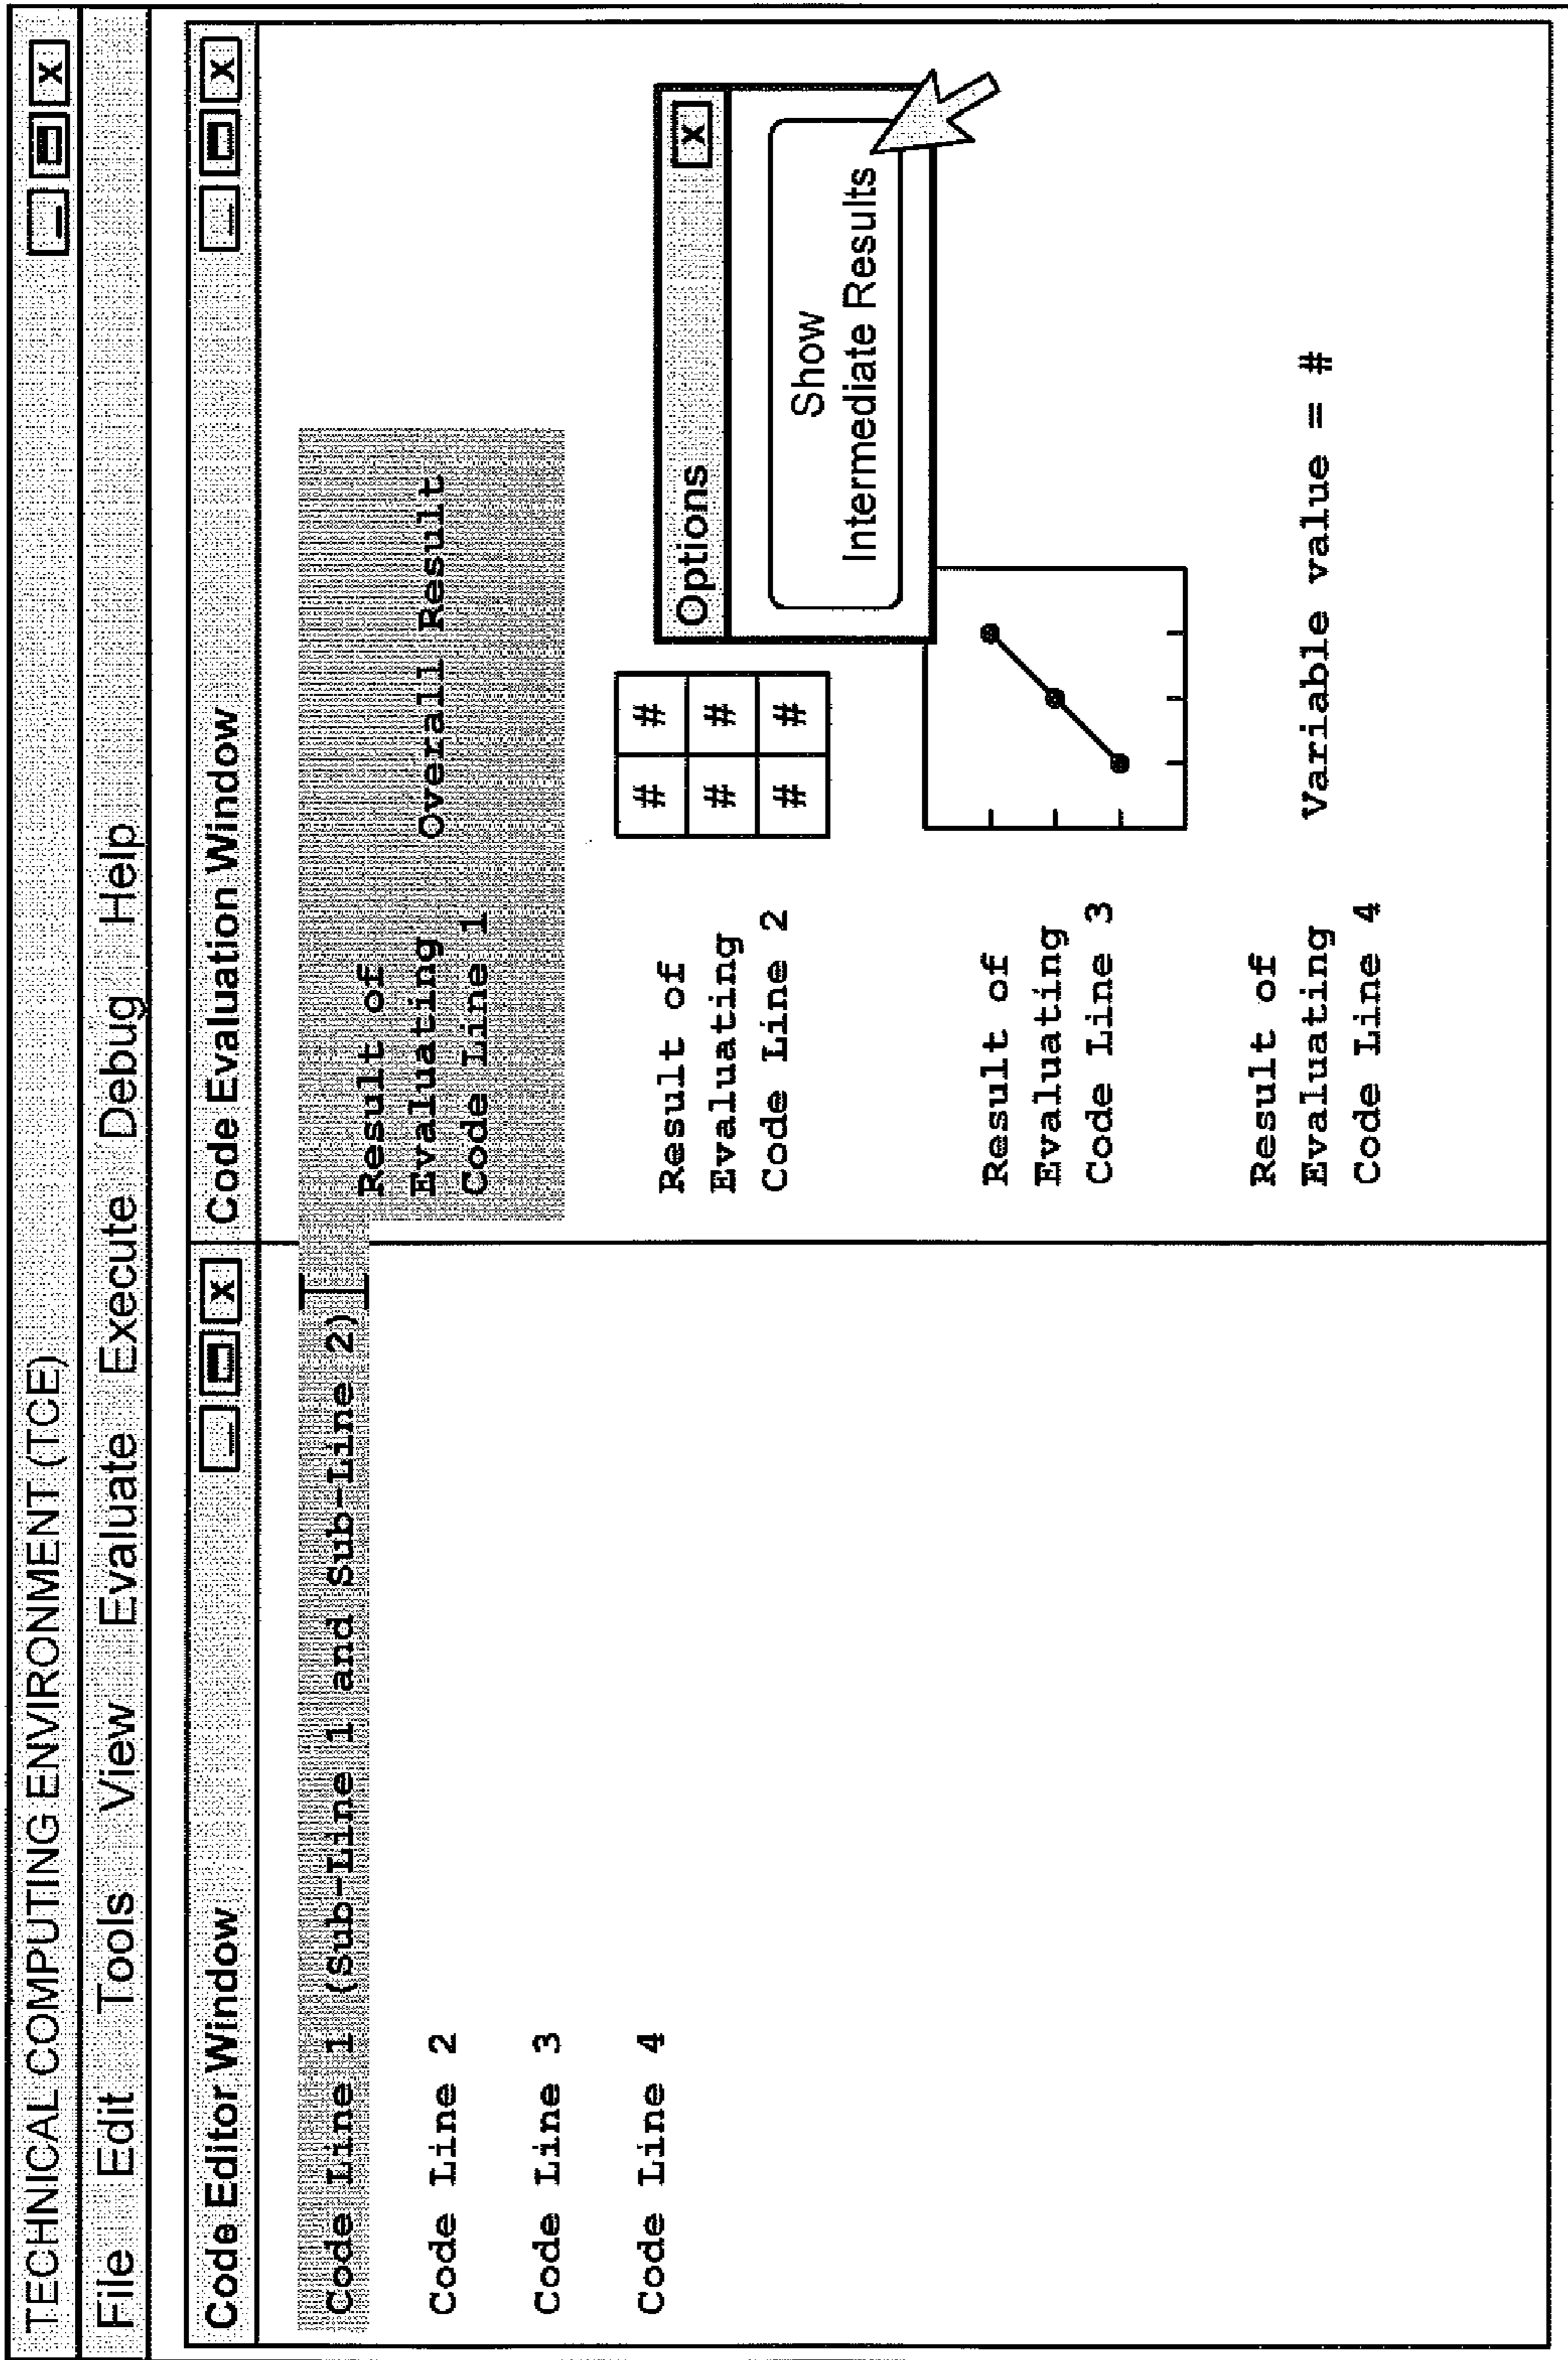 TECHNICAL COMPUTING ENVIRONMENT (TCE) _ X
File Edit Tools View Evaluate Execute Debug Help
Code Editor Window _ X
Code Line 1 (Sub-Line 1 and Sub-Line 2)
Code Line 2
Code Line 3
Code Line 4
Code Evaluation Window _ X
Result of
Evaluating Overall Result
Code Line 1
Result of
Evaluating
Code Line 2
# #
# #
# #
Options X
Show
Intermediate Results
Result of
Evaluating
Code Line 3
Result of
Evaluating Variable value = #
Code Line 4